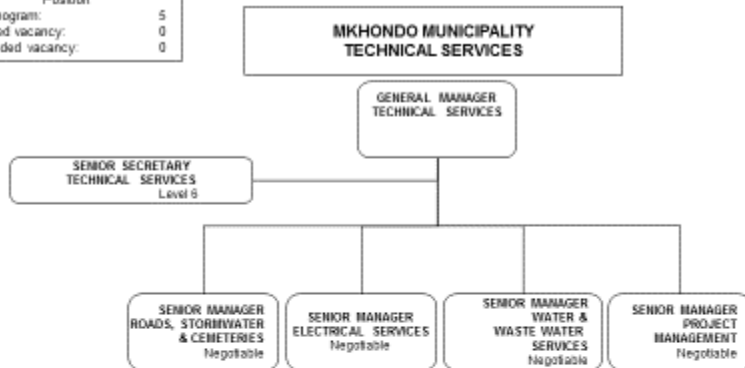 Position
ogram: 5
ed vacancy: 0
ded vacancy: 0
MKHONDO MUNICIPALITY
TECHNICAL SERVICES
GENERAL MANAGER
TECHNICAL SERVICES
SENIOR SECRETARY
TECHNICAL SERVICES
Level 6
SENIOR MANAGER
ROADS, STORMWATER
& CEMETERIES
Negotiable
SENIOR MANAGER
ELECTRICAL SERVICES
Negotiable
SENIOR MANAGER
WATER &
WASTE WATER
SERVICES
Negotiable
SENIOR MANAGER
PROJECT
MANAGEMENT
Negotiable